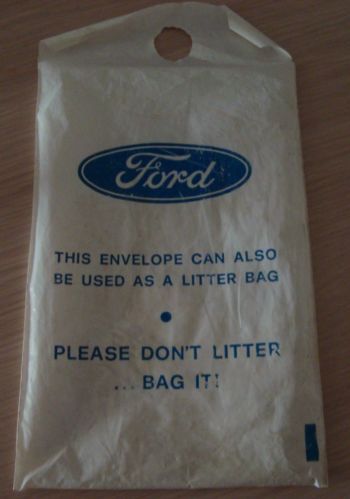 Ford
THIS ENVELOPE CAN ALSO
BE USED AS A LITTER BAG
•
PLEASE DON'T LITTER
... BAG IT!